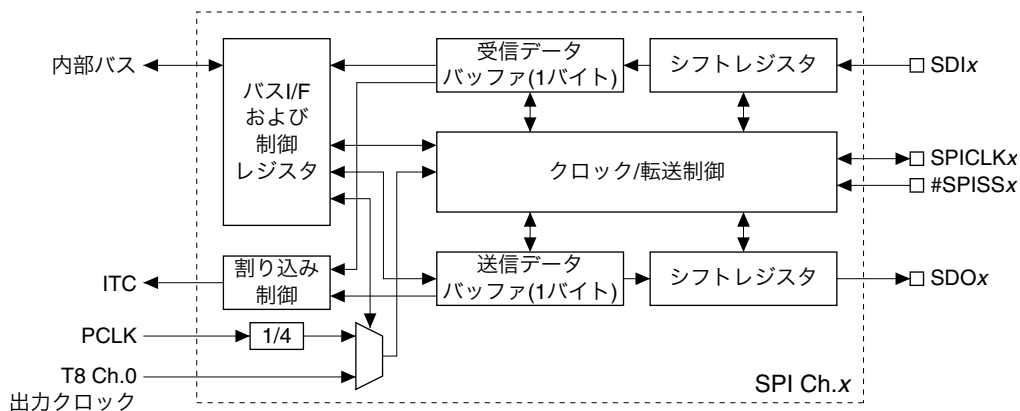 内部バス
バスI/F
および
制御
レジスタ
受信データ
バッファ(1バイト)
シフトレジスタ
SDIx
クロック/転送制御
SPICLKx
#SPISSx
ITC
割り込み
制御
送信データ
バッファ(1バイト)
シフトレジスタ
SDOx
PCLK
1/4
T8 Ch.0
出力クロック
SPI Ch.x